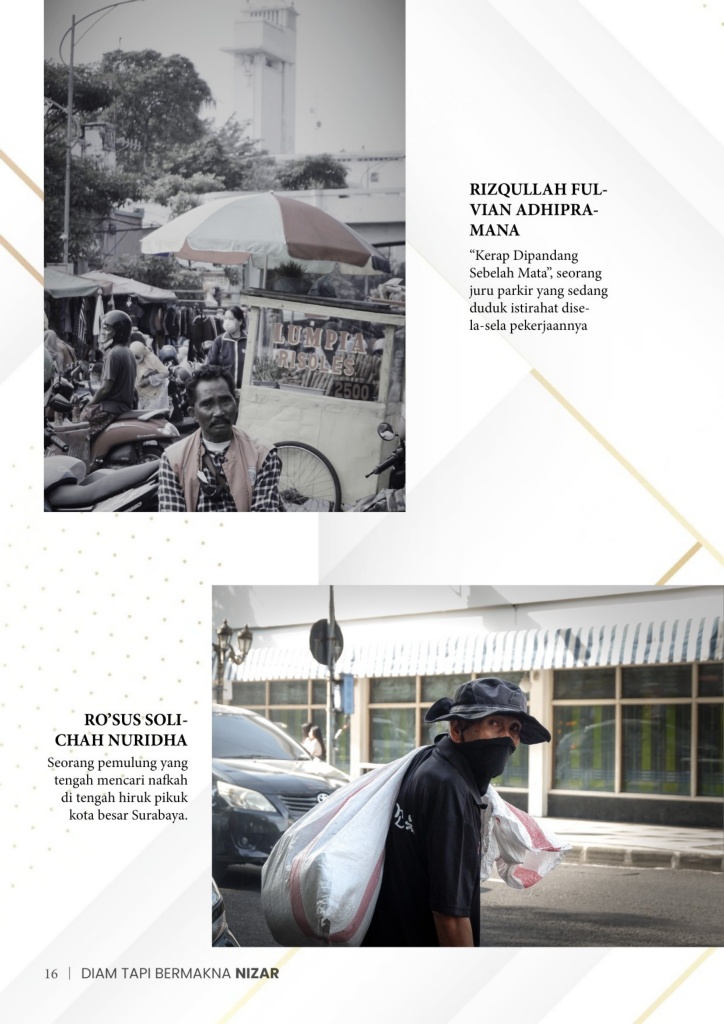 LUMPIA
RISOLES
2500
RIZQULLAH FUL-
VIAN ADHIPRA-
MANA
“Kerap Dipandang
Sebelah Mata”, seorang
juru parkir yang sedang
duduk istirahat dise-
la-sela pekerjaannya
RO’SUS SOLI-
CHAH NURIDHA
Seorang pemulung yang
tengah mencari nafkah
di tengah hiruk pikuk
kota besar Surabaya.
16 | DIAM TAPI BERMAKNA NIZAR